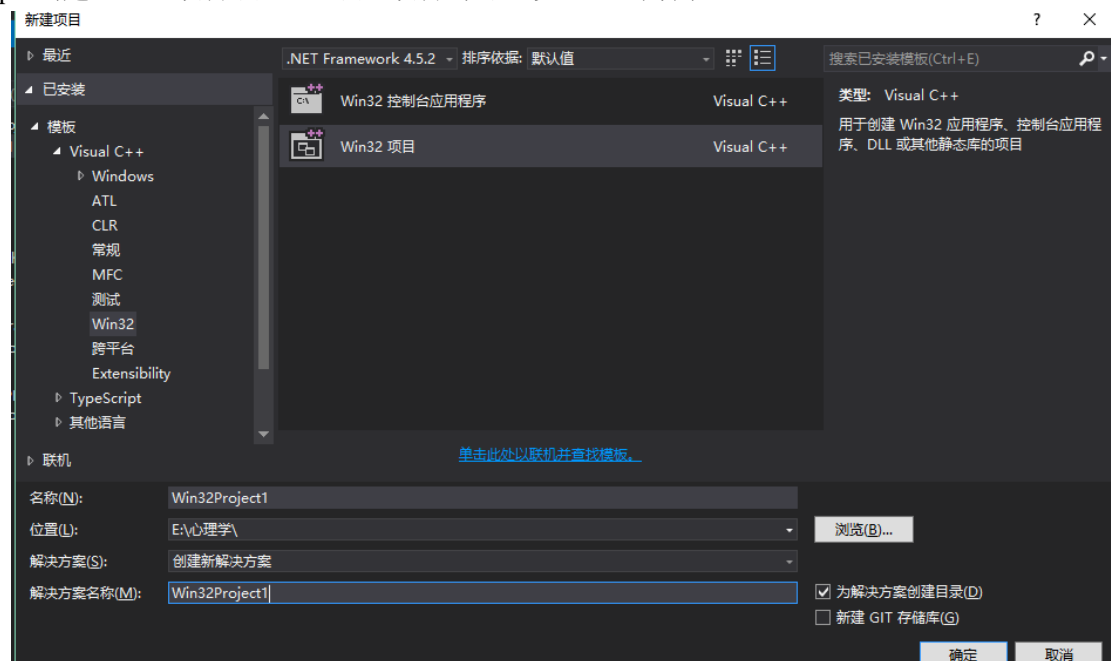 新建项目 ?
最近
.NET Framework 4.5.2 排序依据: 默认值
搜索已安装模板(Ctrl+E)
已安装
模板
Visual C++
Windows
ATL
CLR
常规
MFC
测试
Win32
跨平台
Extensibility
TypeScript
其他语言
联机
Win32 控制台应用程序 Visual C++
Win32 项目 Visual C++
单击此处以联机并查找模板。
类型: Visual C++
用于创建 Win32 应用程序、控制台应用程
序、DLL 或其他静态库的项目
名称(N): Win32Project1
位置(L): E:\心理学\ 浏览(B)...
解决方案(S): 创建新解决方案
解决方案名称(M): Win32Project1
为解决方案创建目录(D)
新建 GIT 存储库(G)
确定 取消